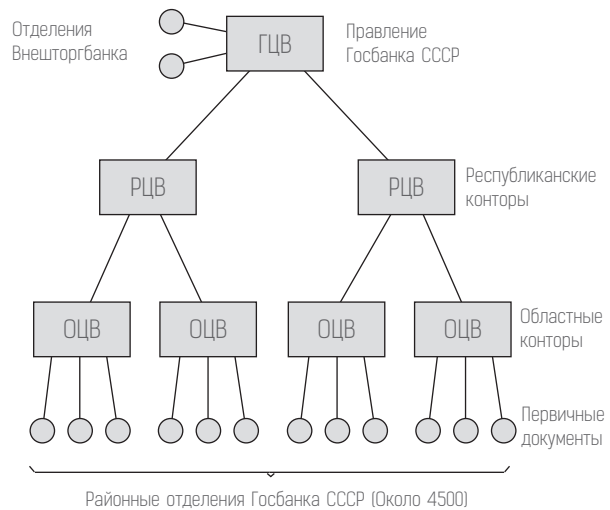 Отделения
Внешторгбанка
ГЦВ
Правление
Госбанка СССР
РЦВ
РЦВ
Республиканские
конторы
ОЦВ
ОЦВ
ОЦВ
ОЦВ
Областные
конторы
Первичные
документы
Районные отделения Госбанка СССР (Около 4500)